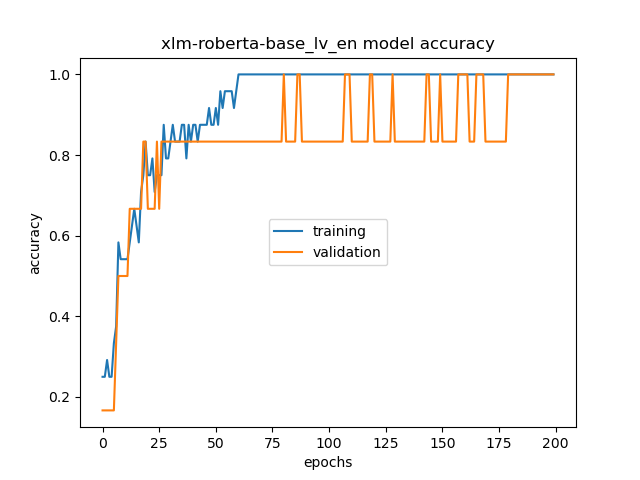 xlm-roberta-base_lv_en model accuracy
1.0
0.8
0.6
0.4
0.2
accuracy
training
validation
0 25 50 75 100 125 150 175 200
epochs